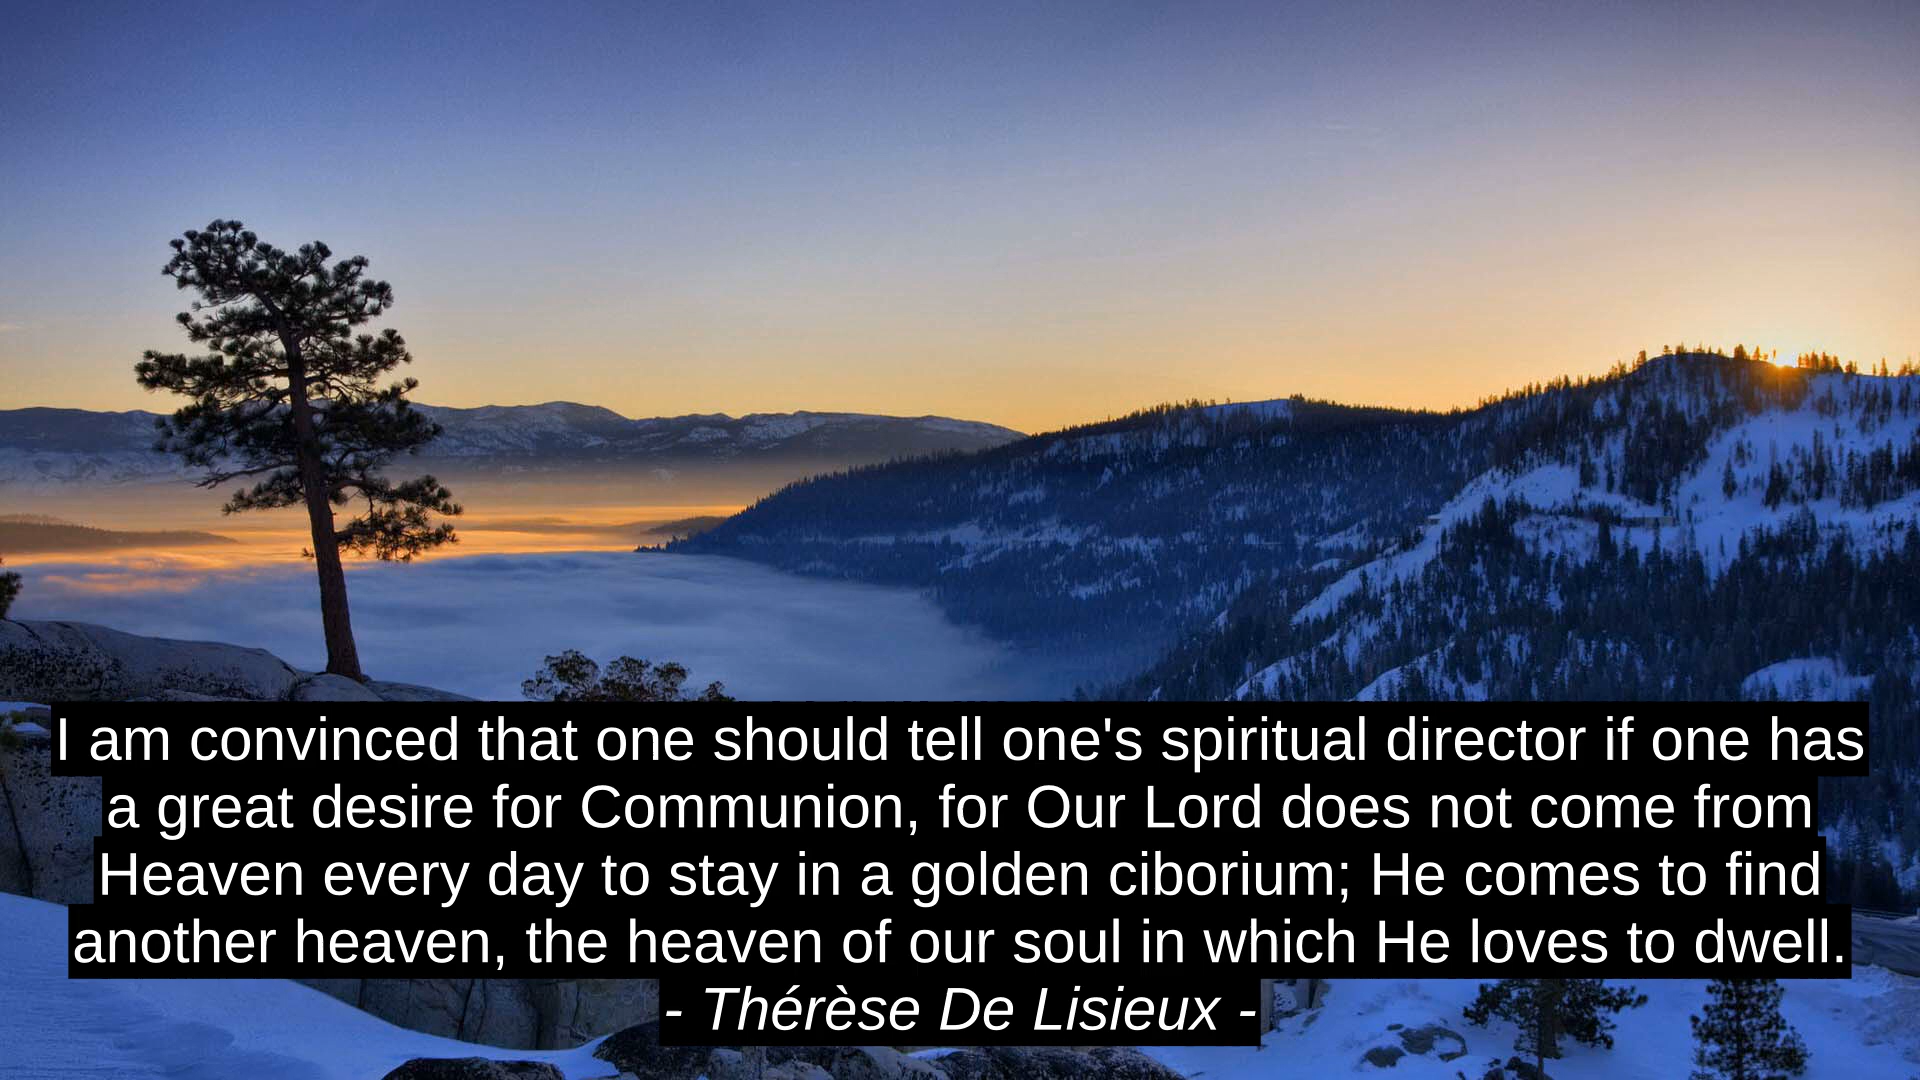 I am convinced that one should tell one's spiritual director if one has
a great desire for Communion, for Our Lord does not come from
Heaven every day to stay in a golden ciborium; He comes to find
another heaven, the heaven of our soul in which He loves to dwell.
- Thérèse De Lisieux -